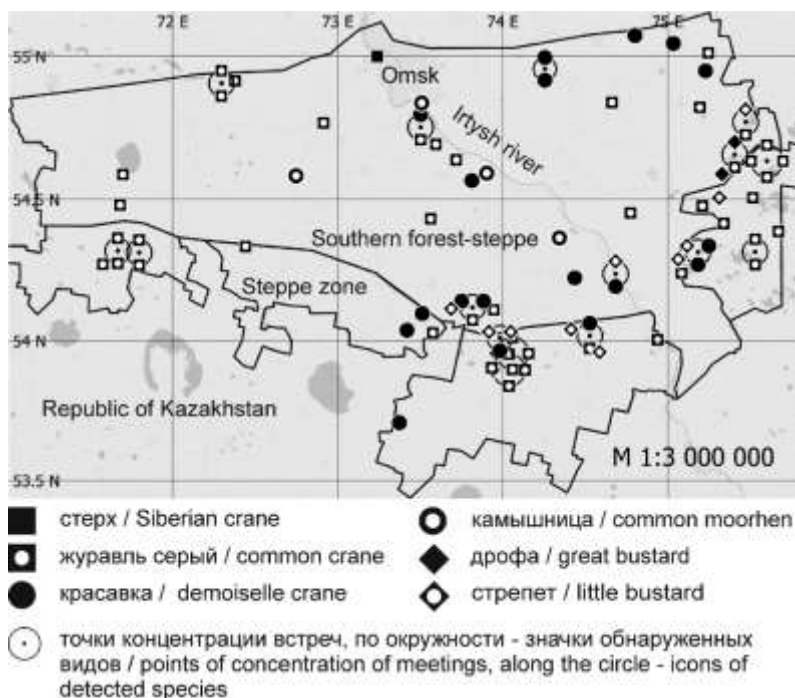 72 E 73 E 74 E 75 E
55 N
Omsk
Irtysh river
54.5 N
Southern forest-steppe
Steppe zone
54 N
Republic of Kazakhstan
М 1:3 000 000
53.5 N
стерх / Siberian crane
камышница / common moorhen
журавль серый / common crane
дрофа / great bustard
красавка / demoiselle crane
стрепет / little bustard
точки концентрации встреч, по окружности - значки обнаруженных
видов / points of concentration of meetings, along the circle - icons of
detected species